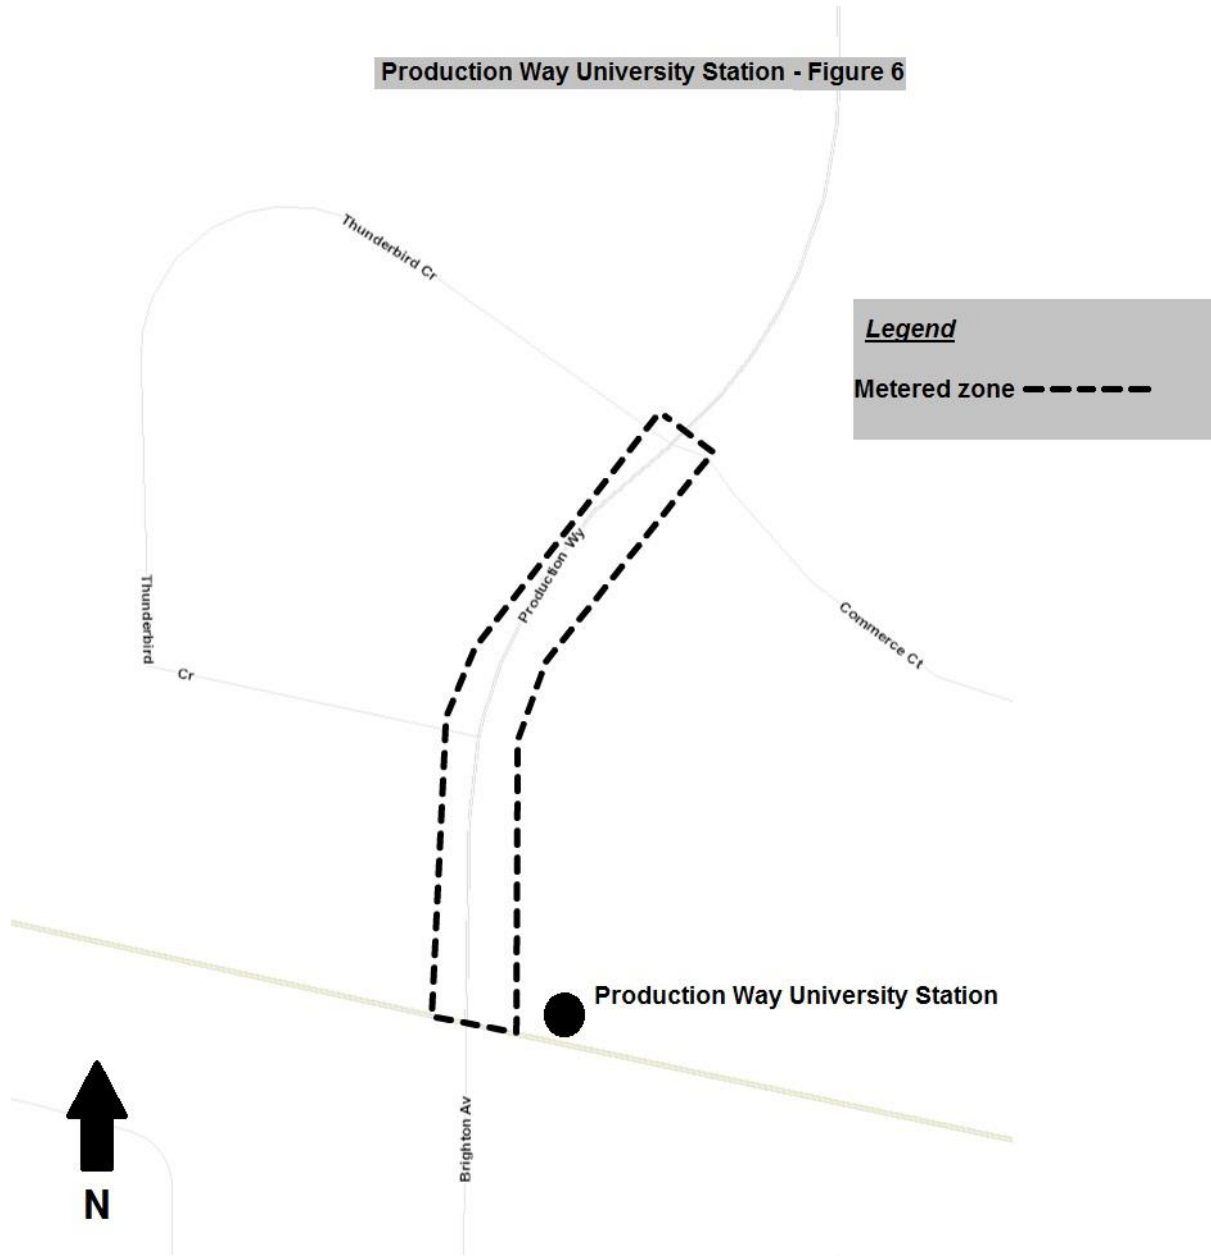 Production Way University Station - Figure 6
Thunderbird Cr
Legend
Metered zone
Production Wy
Thunderbird
Cr
Commerce Ct
Production Way University Station
Brighton Av
N